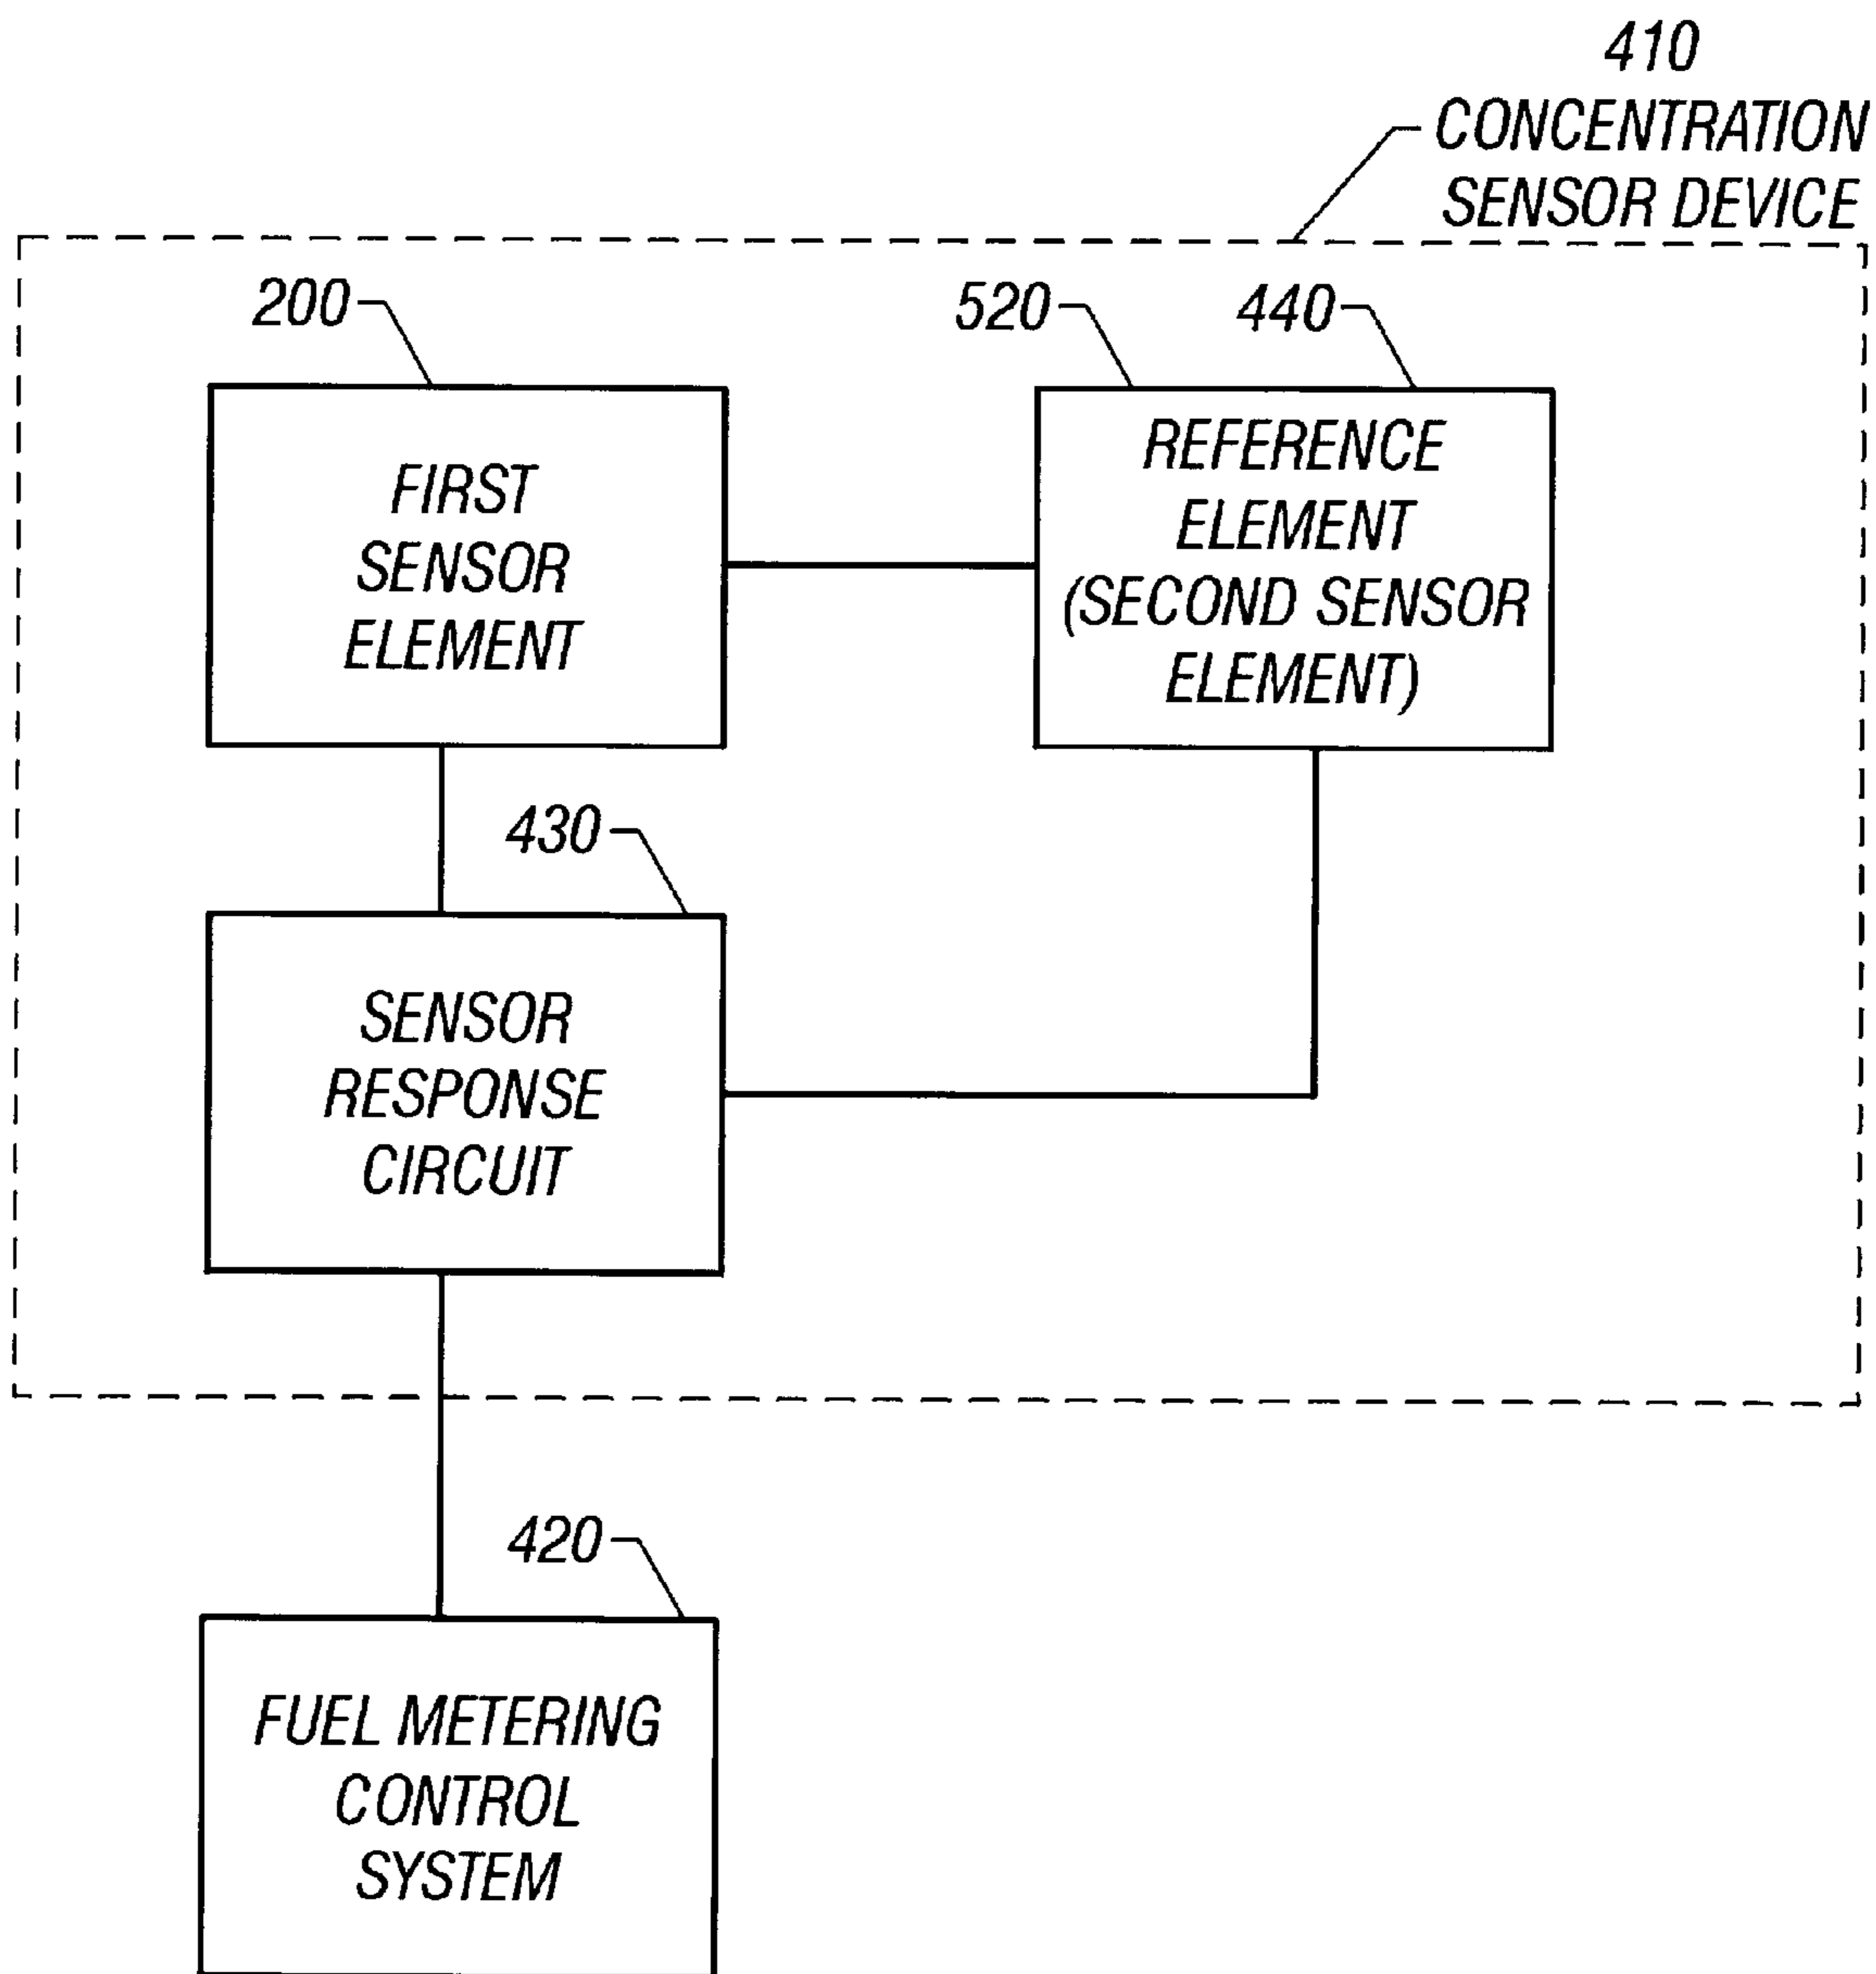 410
CONCENTRATION
SENSOR DEVICE
200
520
440
FIRST
SENSOR
ELEMENT
REFERENCE
ELEMENT
(SECOND SENSOR
ELEMENT)
430
SENSOR
RESPONSE
CIRCUIT
420
FUEL METERING
CONTROL
SYSTEM